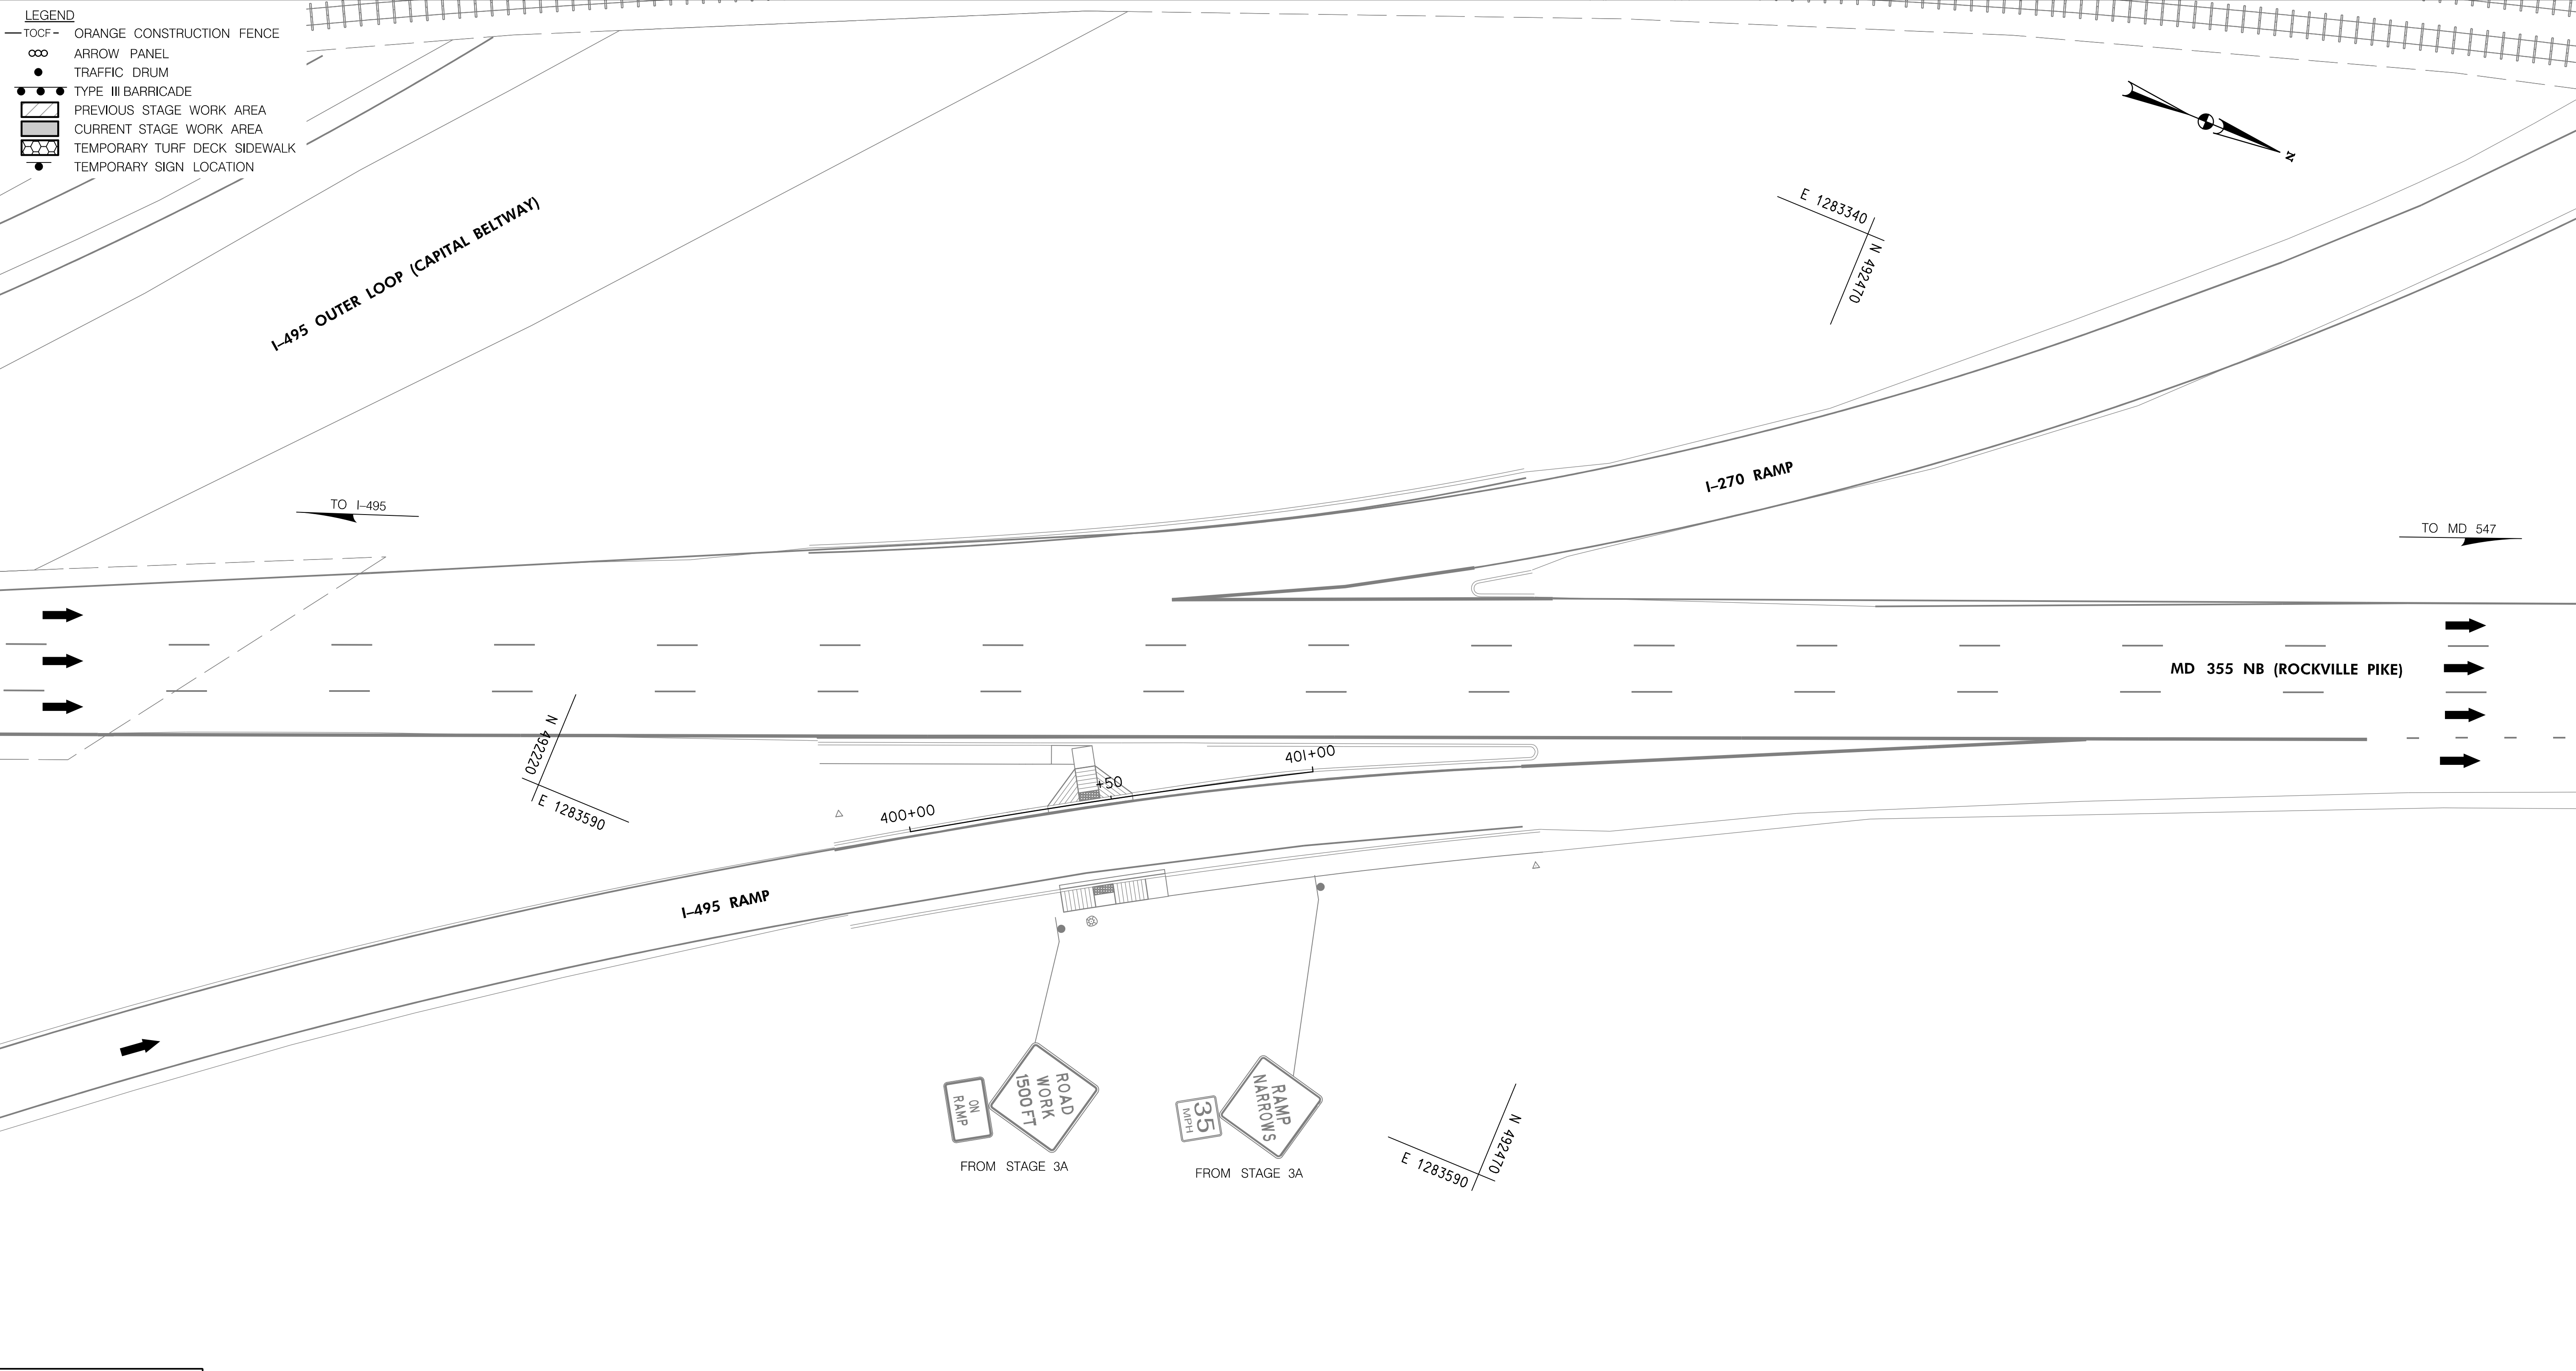 LEGEND
TOCF ORANGE CONSTRUCTION FENCE
ARROW PANEL
TRAFFIC DRUM
TYPE III BARRICADE
PREVIOUS STAGE WORK AREA
CURRENT STAGE WORK AREA
TEMPORARY TURF DECK SIDEWALK
TEMPORARY SIGN LOCATION
N
E 1283340
N 492470
I-495 OUTER LOOP (CAPITAL BELTWAY)
I-270 RAMP
TO I-495
TO MD 547
MD 355 NB (ROCKVILLE PIKE)
N 492220
E 1283590
400+00
+50
401+00
I-495 RAMP
ROAD
WORK
1500 FT
ON
RAMP
FROM STAGE 3A
RAMP
NARROWS
35
MPH
FROM STAGE 3A
N 492470
E 1283590